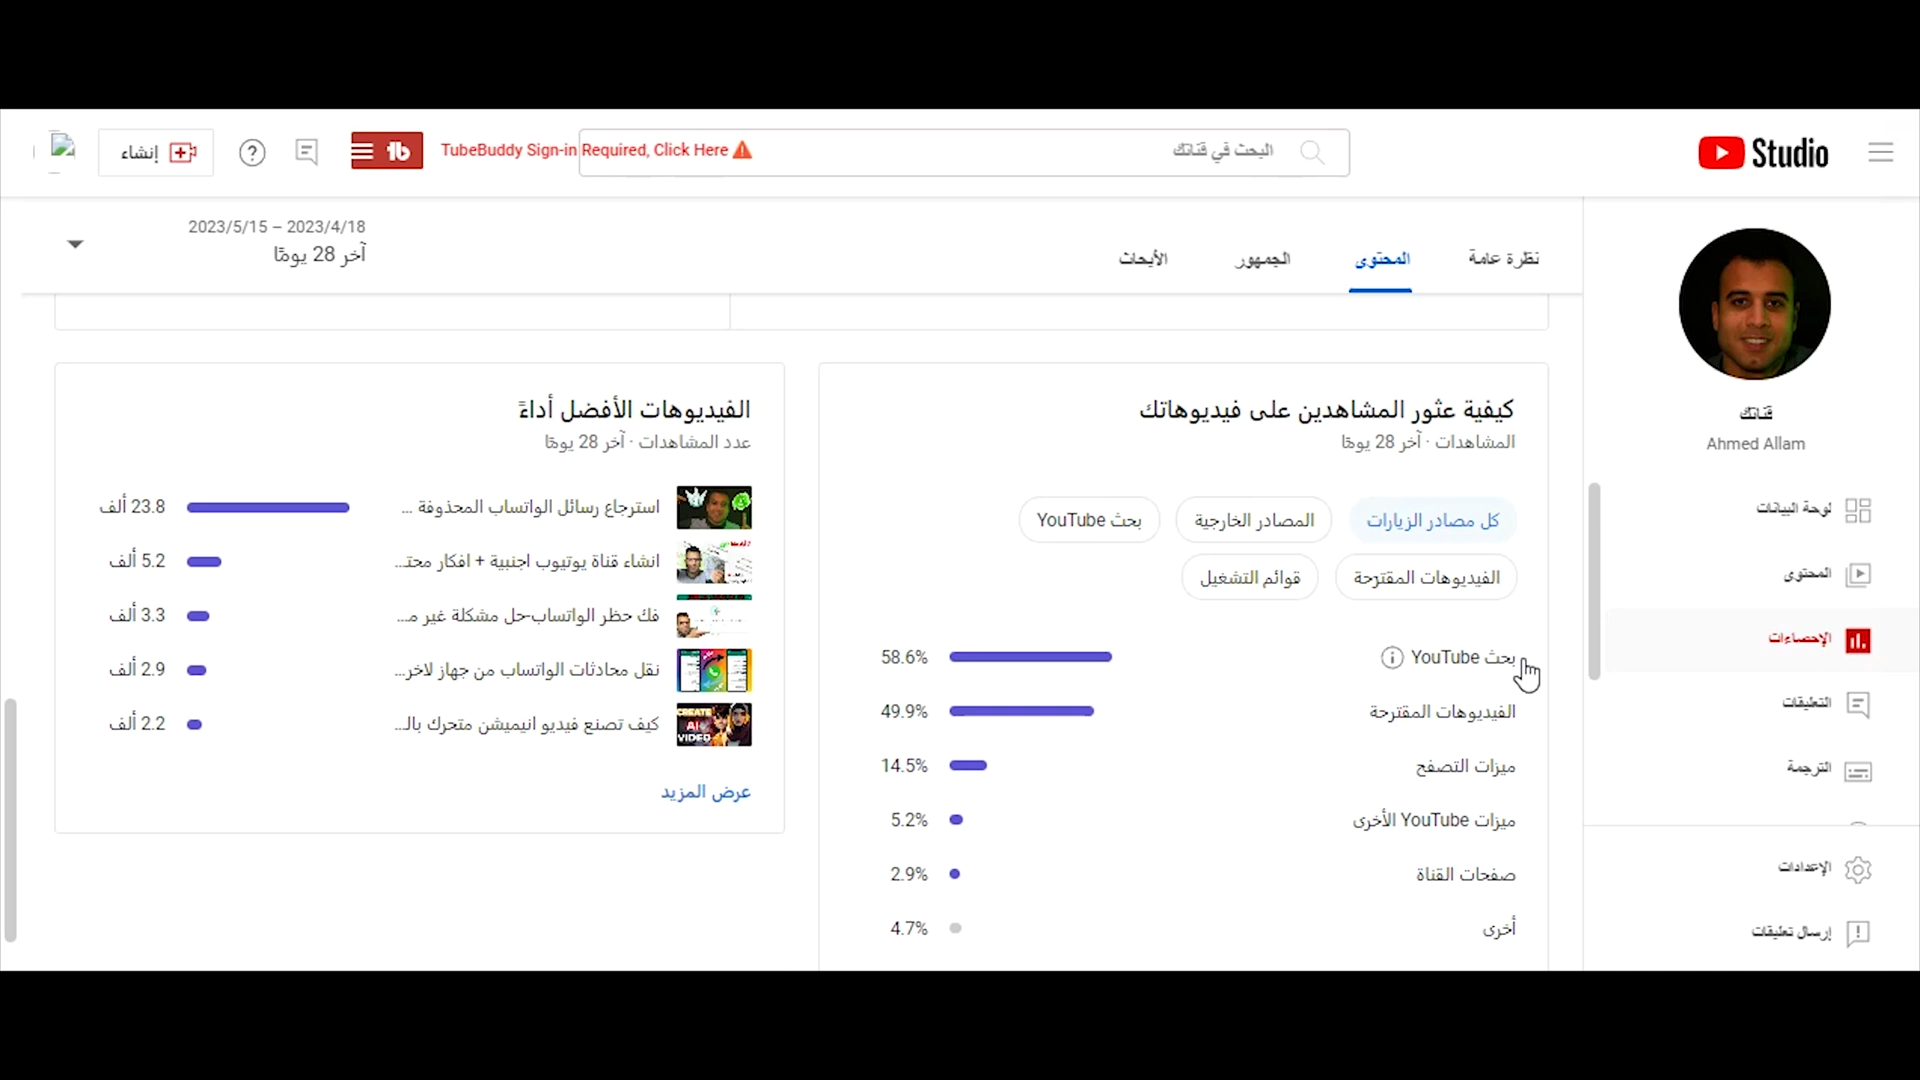 Studio
البحث في قناتك
TubeBuddy Sign-in Required, Click Here
إنشاء
نظرة عامة
المحتوى
الجمهور
الأبحاث
2023/5/15 – 2023/4/18
آخر 28 يومًا
قناتك
Ahmed Allam
لوحة البيانات
المحتوى
الإحصاءات
التعليقات
الترجمة
الإعدادات
إرسال تعليقات
كيفية عثور المشاهدين على فيديوهاتك
المشاهدات · آخر 28 يومًا
كل مصادر الزيارات
المصادر الخارجية
بحث YouTube
الفيديوهات المقترحة
قوائم التشغيل
بحث YouTube 58.6%
الفيديوهات المقترحة 49.9%
ميزات التصفح 14.5%
ميزات YouTube الأخرى 5.2%
صفحات القناة 2.9%
أخرى 4.7%
الفيديوهات الأفضل أداءً
عدد المشاهدات · آخر 28 يومًا
استرجاع رسائل الواتساب المحذوفة ... 23.8 ألف
انشاء قناة يوتيوب اجنبية + افكار محتـ... 5.2 ألف
فك حظر الواتساب-حل مشكلة غير مـ... 3.3 ألف
نقل محادثات الواتساب من جهاز لاخر... 2.9 ألف
CREATE
AI
VIDEO
كيف تصنع فيديو انيميشن متحرك بالـ... 2.2 ألف
عرض المزيد